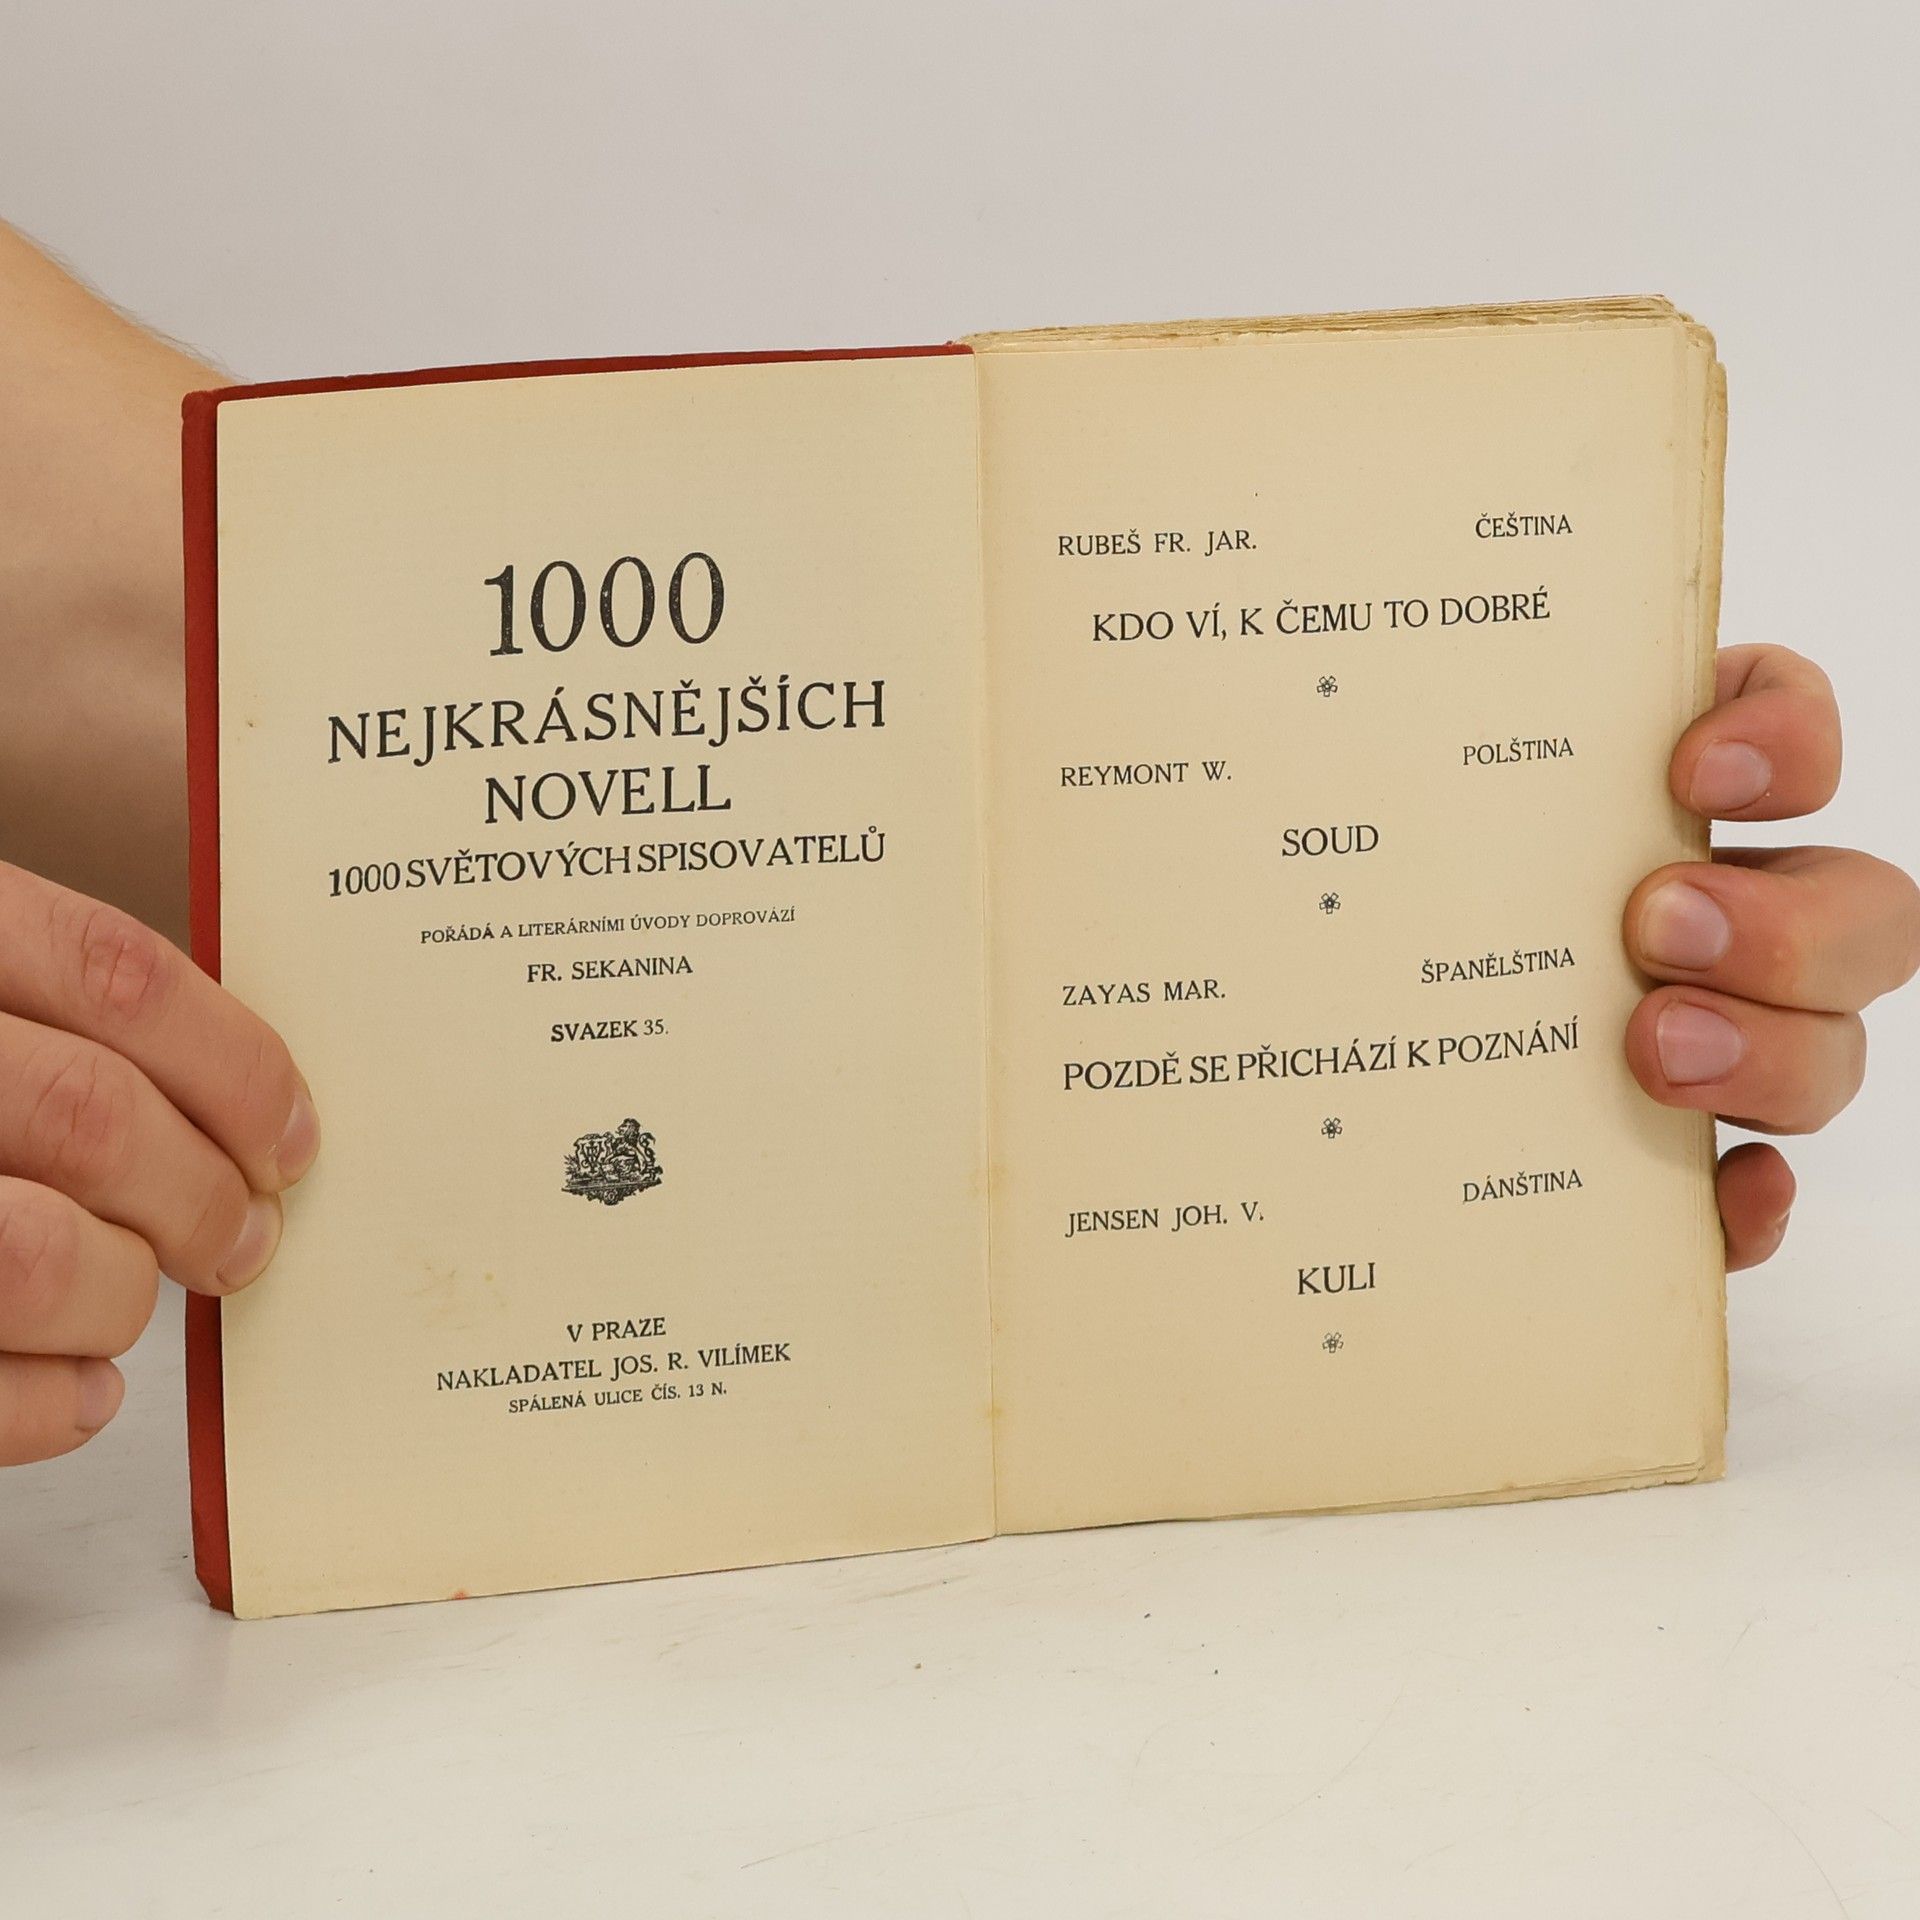 1000
NEJKRÁSNĚJŠÍCH
NOVELL
1000 SVĚTOVÝCH SPISOVATELŮ
POŘÁDÁ A LITERÁRNÍMI ÚVODY DOPROVÁZÍ
FR. SEKANINA
SVAZEK 35.
V PRAZE
NAKLADATEL JOS. R. VILÍMEK
SPÁLENÁ ULICE ČÍS. 13 N.
RUBEŠ FR. JAR. ČEŠTINA
KDO VÍ, K ČEMU TO DOBRÉ
REYMONT W. POLŠTINA
SOUD
ZAYAS MAR. ŠPANĚLŠTINA
POZDĚ SE PŘICHÁZÍ K POZNÁNÍ
JENSEN JOH. V. DÁNŠTINA
KULI